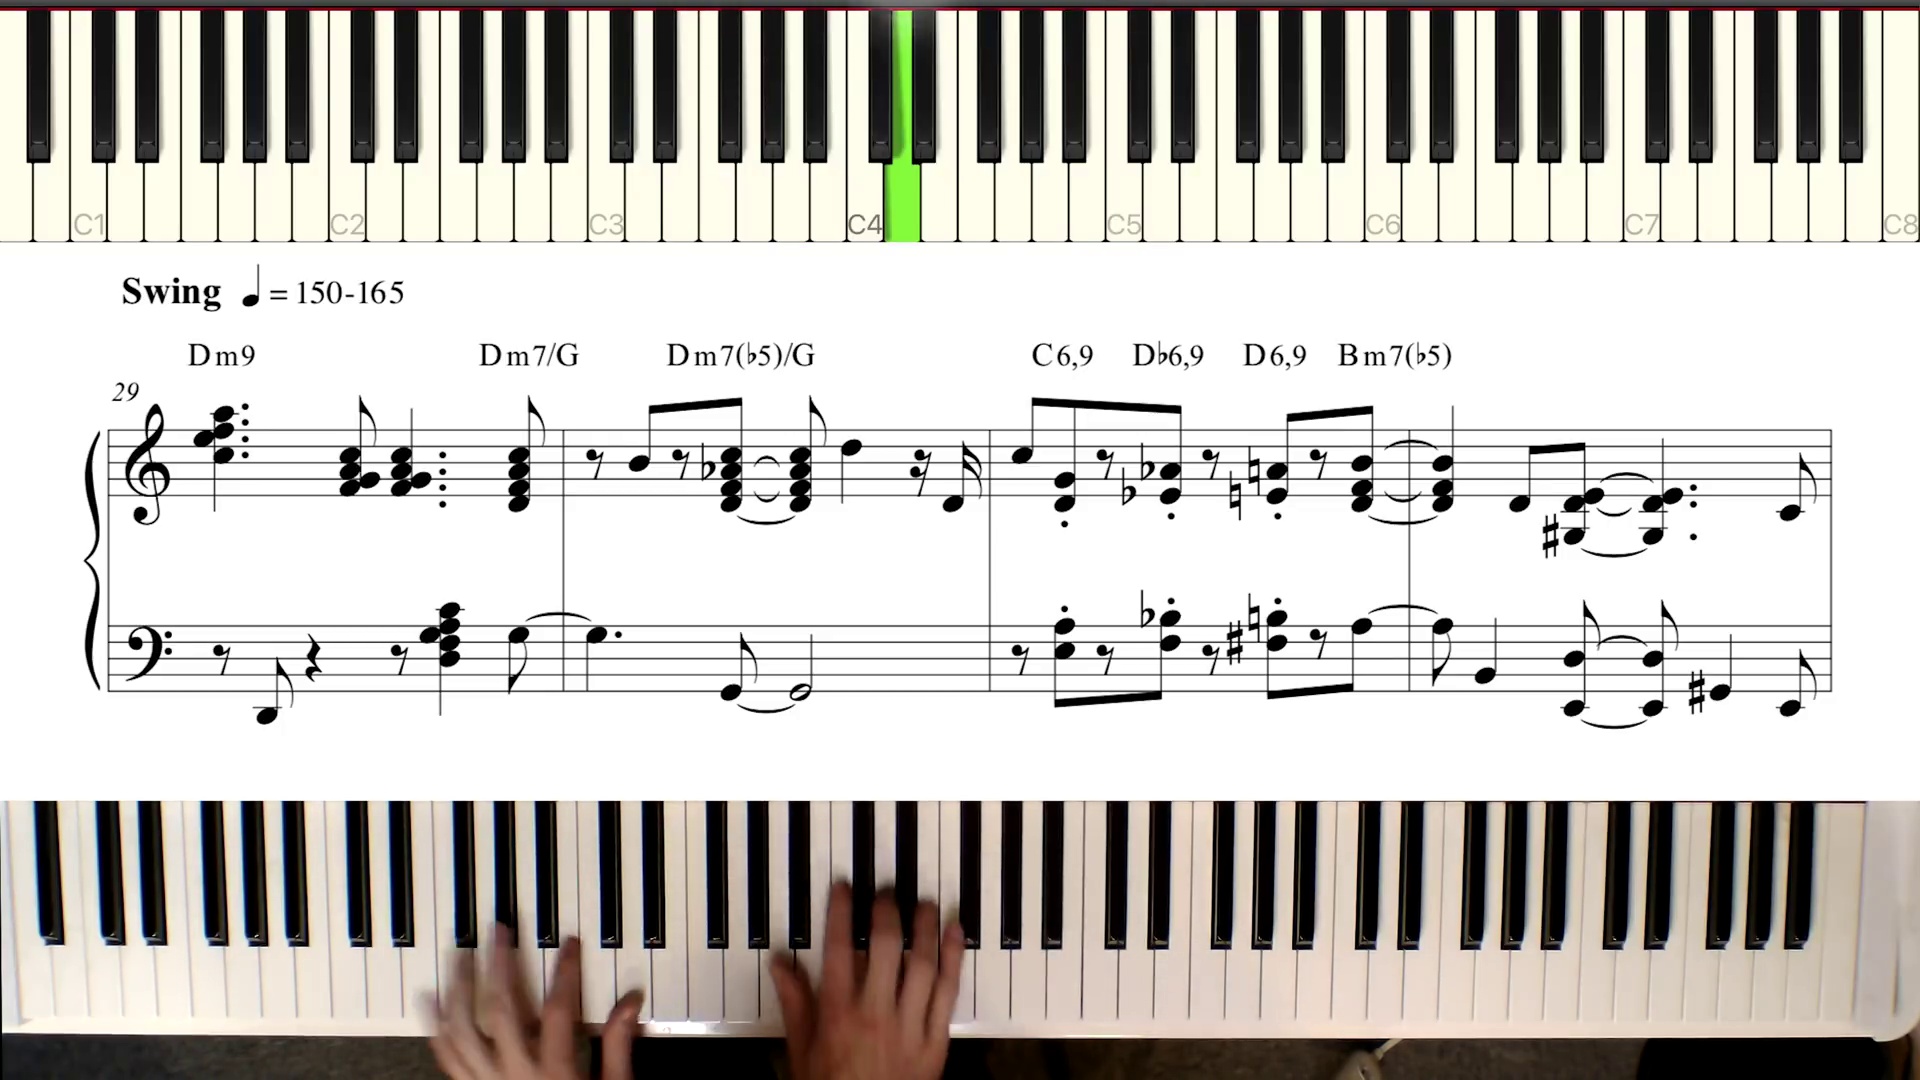 C1 C2 C3 C4 C5 C6 C7 C8
Swing ♩ = 150-165
Dm9 Dm7/G Dm7(♭5)/G C6,9 D♭6,9 D6,9 Bm7(♭5)
29